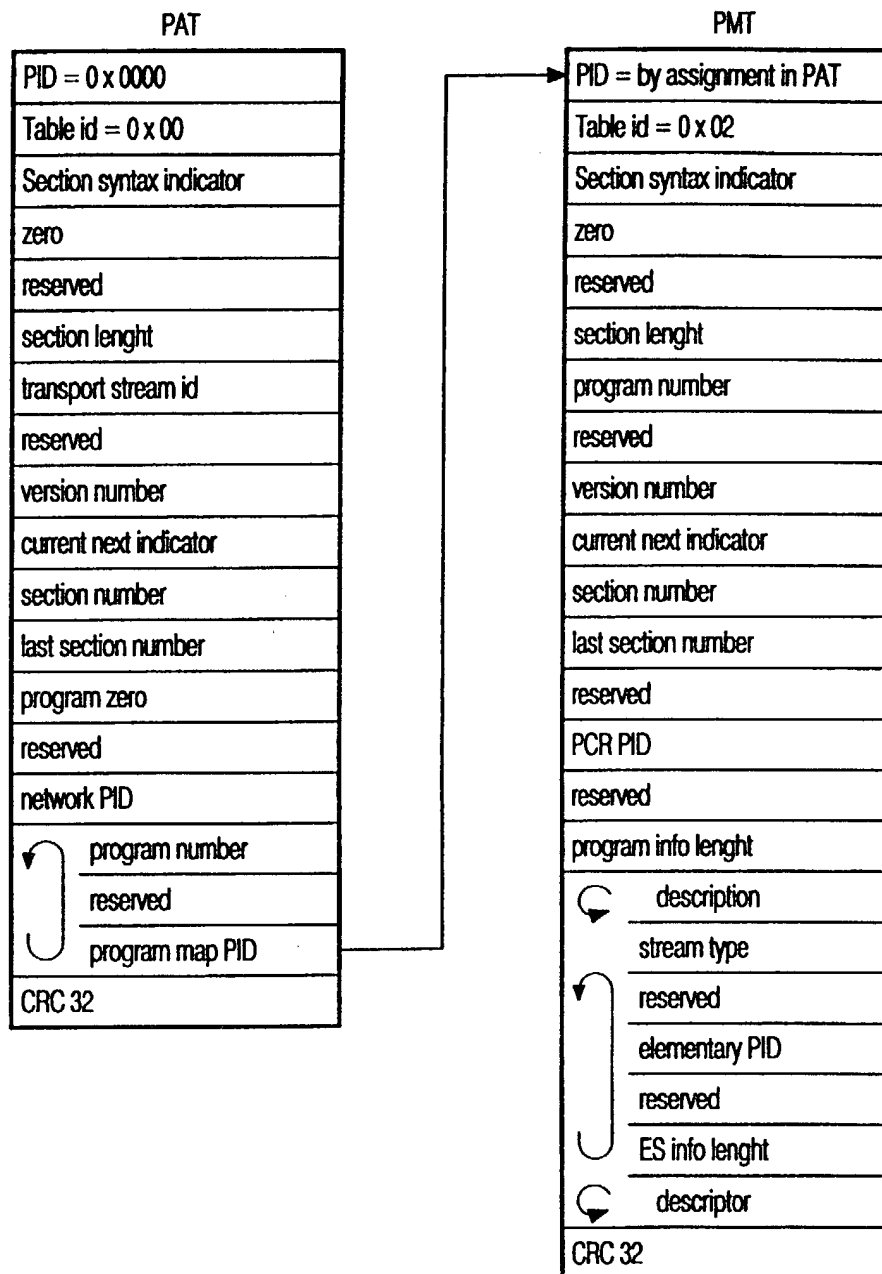 PAT
PID = 0 x 0000
Table id = 0 x 00
Section syntax indicator
zero
reserved
section lenght
transport stream id
reserved
version number
current next indicator
section number
last section number
program zero
reserved
network PID
program number
reserved
program map PID
CRC 32
PMT
PID = by assignment in PAT
Table id = 0 x 02
Section syntax indicator
zero
reserved
section lenght
program number
reserved
version number
current next indicator
section number
last section number
reserved
PCR PID
reserved
program info lenght
description
stream type
reserved
elementary PID
reserved
ES info lenght
descriptor
CRC 32